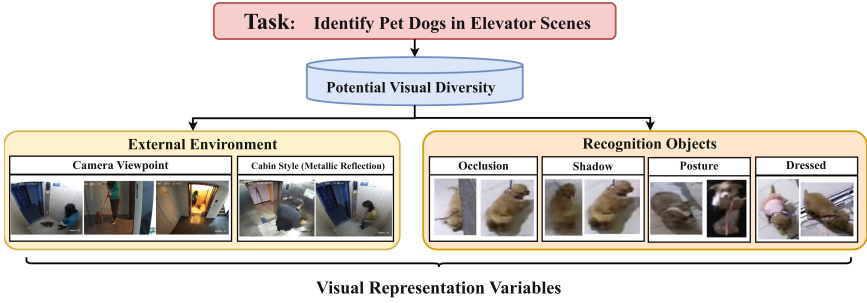 Task: Identify Pet Dogs in Elevator Scenes
Potential Visual Diversity
External Environment
Camera Viewpoint
Cabin Style (Metallic Reflection)
Recognition Objects
Occlusion
Shadow
Posture
Dressed
Visual Representation Variables